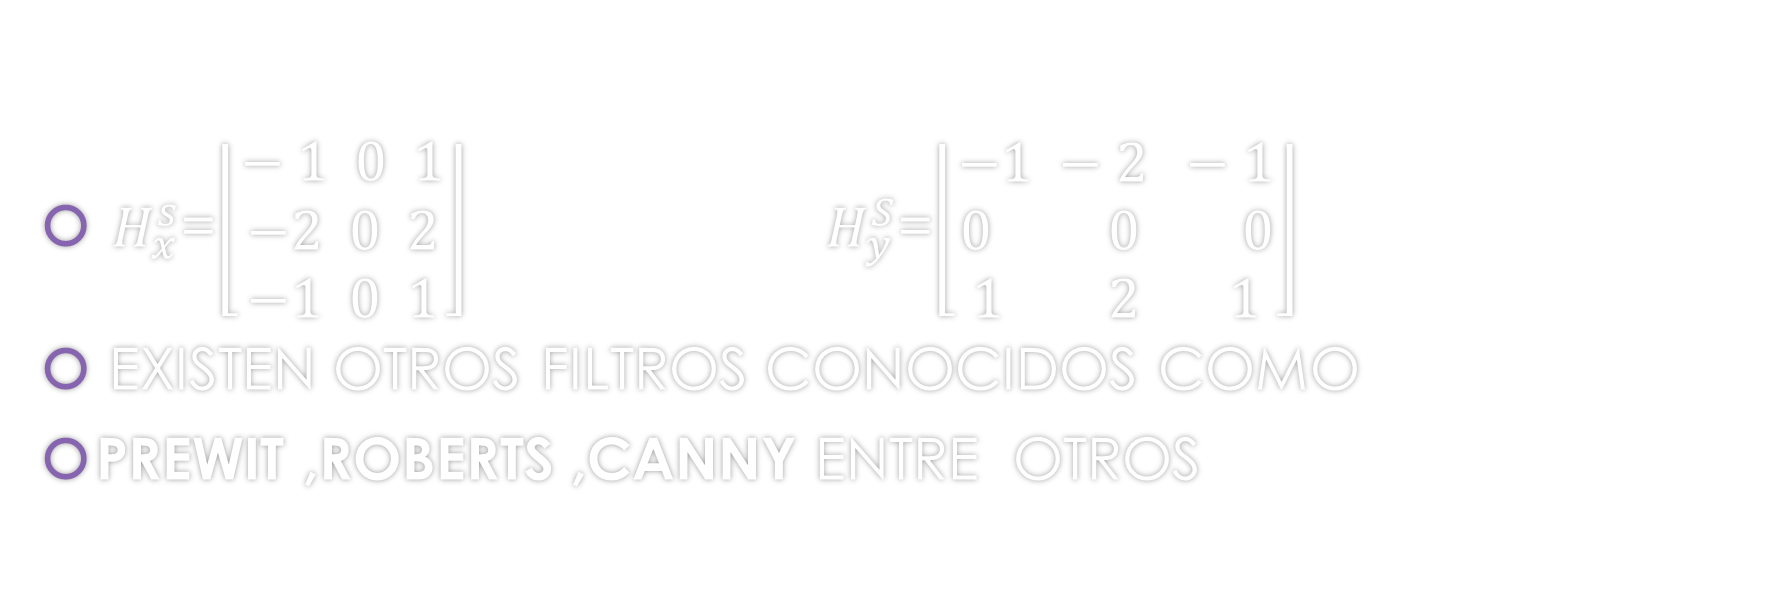 − 1 0 1 −1 − 2 − 1
H_x^S= −2 0 2 H_y^S= 0 0 0
−1 0 1 1 2 1
EXISTEN OTROS FILTROS CONOCIDOS COMO
PREWIT ,ROBERTS ,CANNY ENTRE OTROS